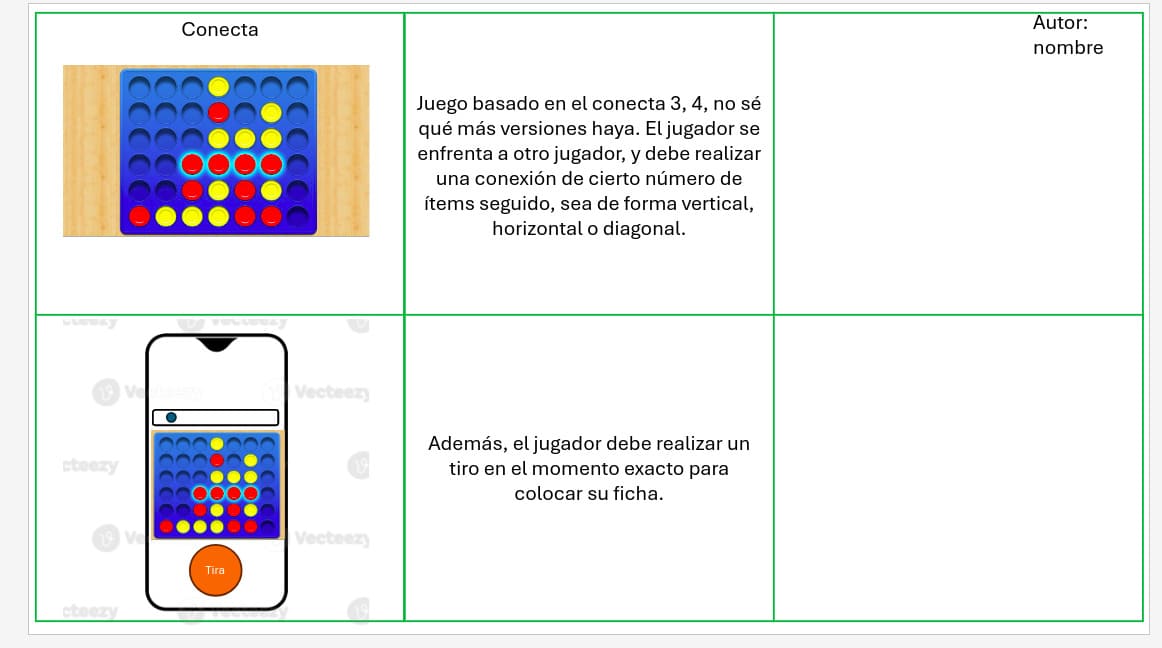 Conecta
Juego basado en el conecta 3, 4, no sé
qué más versiones haya. El jugador se
enfrenta a otro jugador, y debe realizar
una conexión de cierto número de
ítems seguido, sea de forma vertical,
horizontal o diagonal.
Autor:
nombre
Vecteezy
Vecteezy
cteezy
Vecteezy
cteezy
Vecteezy
Tira
Además, el jugador debe realizar un
tiro en el momento exacto para
colocar su ficha.